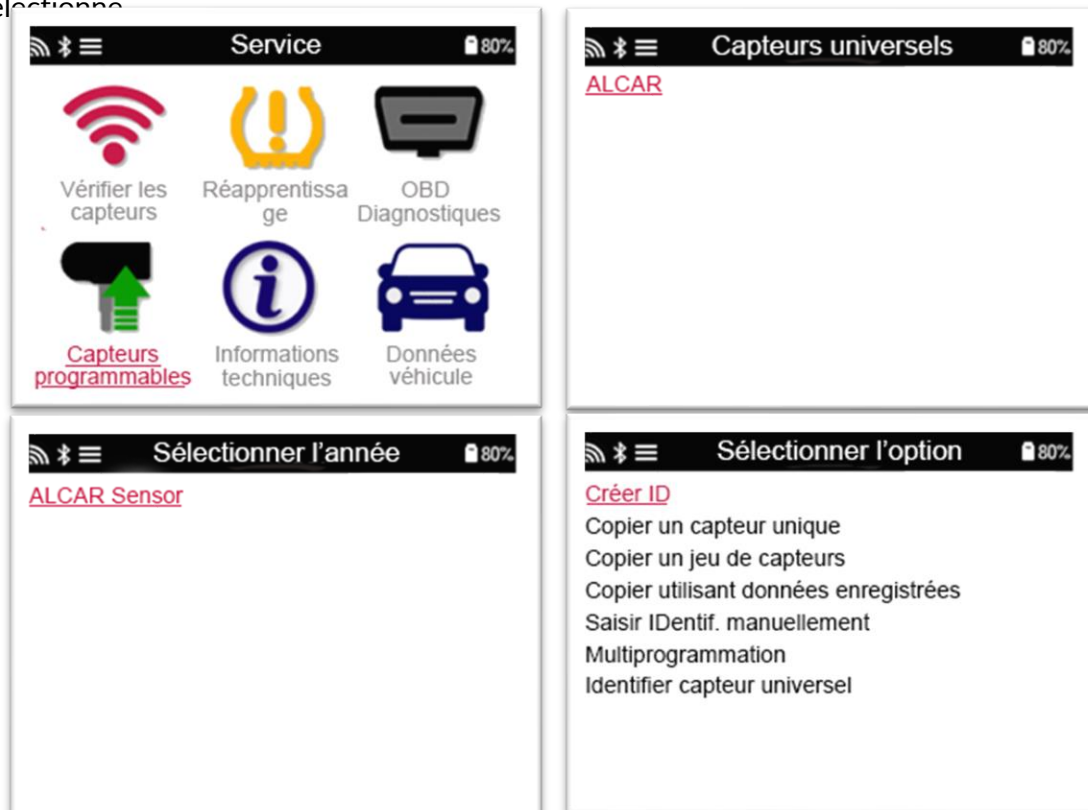 Service 80%
Vérifier les
capteurs
Réapprentissa
ge
OBD
Diagnostiques
Capteurs
programmables
Informations
techniques
Données
véhicule
Capteurs universels 80%
ALCAR
Sélectionner l'année 80%
ALCAR Sensor
Sélectionner l'option 80%
Créer ID
Copier un capteur unique
Copier un jeu de capteurs
Copier utilisant données enregistrées
Saisir IDentif. manuellement
Multiprogrammation
Identifier capteur universel